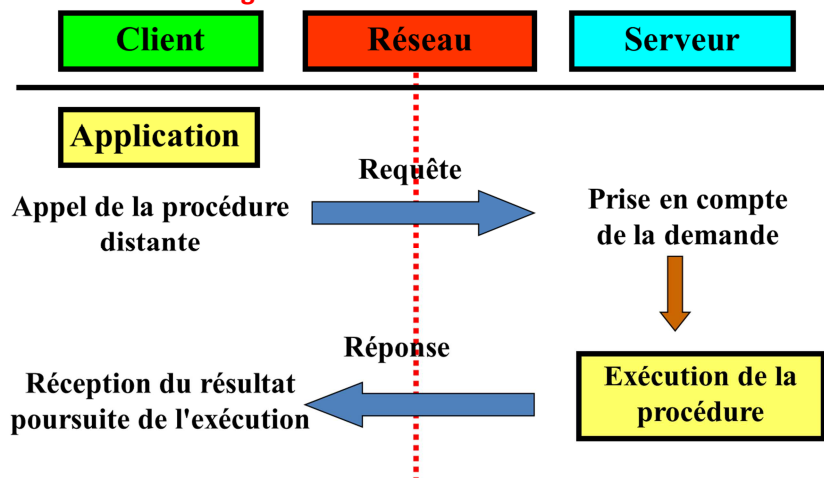 Client
Réseau
Serveur
Application
Requête
Appel de la procédure
distante
Prise en compte
de la demande
Réponse
Réception du résultat
poursuite de l'exécution
Exécution de la
procédure